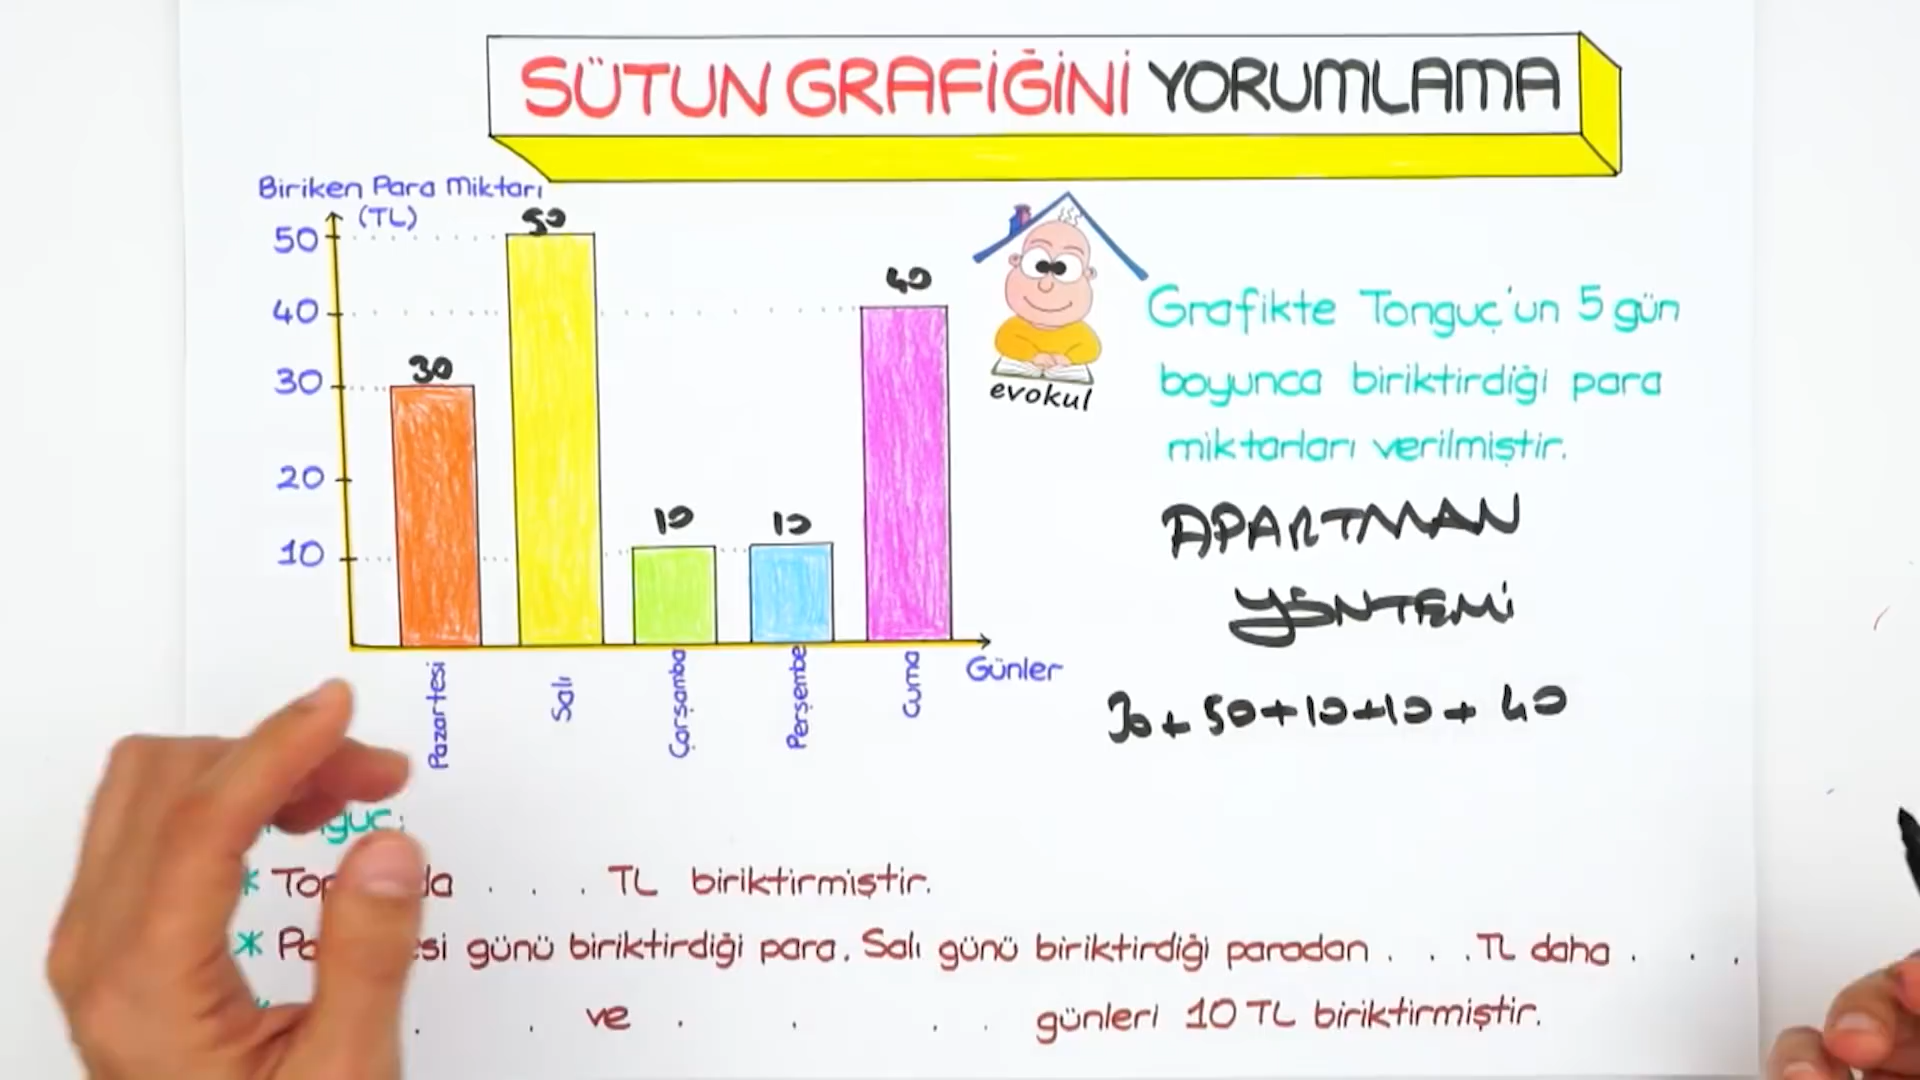 SÜTUN GRAFİĞİNİ YORUMLAMA
Biriken Para Miktarı
(TL)
50
40
30
20
10
30
50
10
10
40
Pazartesi
Salı
Çarşamba
Perşembe
Cuma
Günler
evokul
Grafikte Tonguç'un 5 gün
boyunca biriktirdiği para
miktarları verilmiştir.
APARTMAN
YÖNTEMİ
30+50+10+10+40
. . . TL biriktirmiştir.
günü biriktirdiği para, Salı günü biriktirdiği paradan . . . TL daha . . .
. . ve . . . . günleri 10 TL biriktirmiştir.